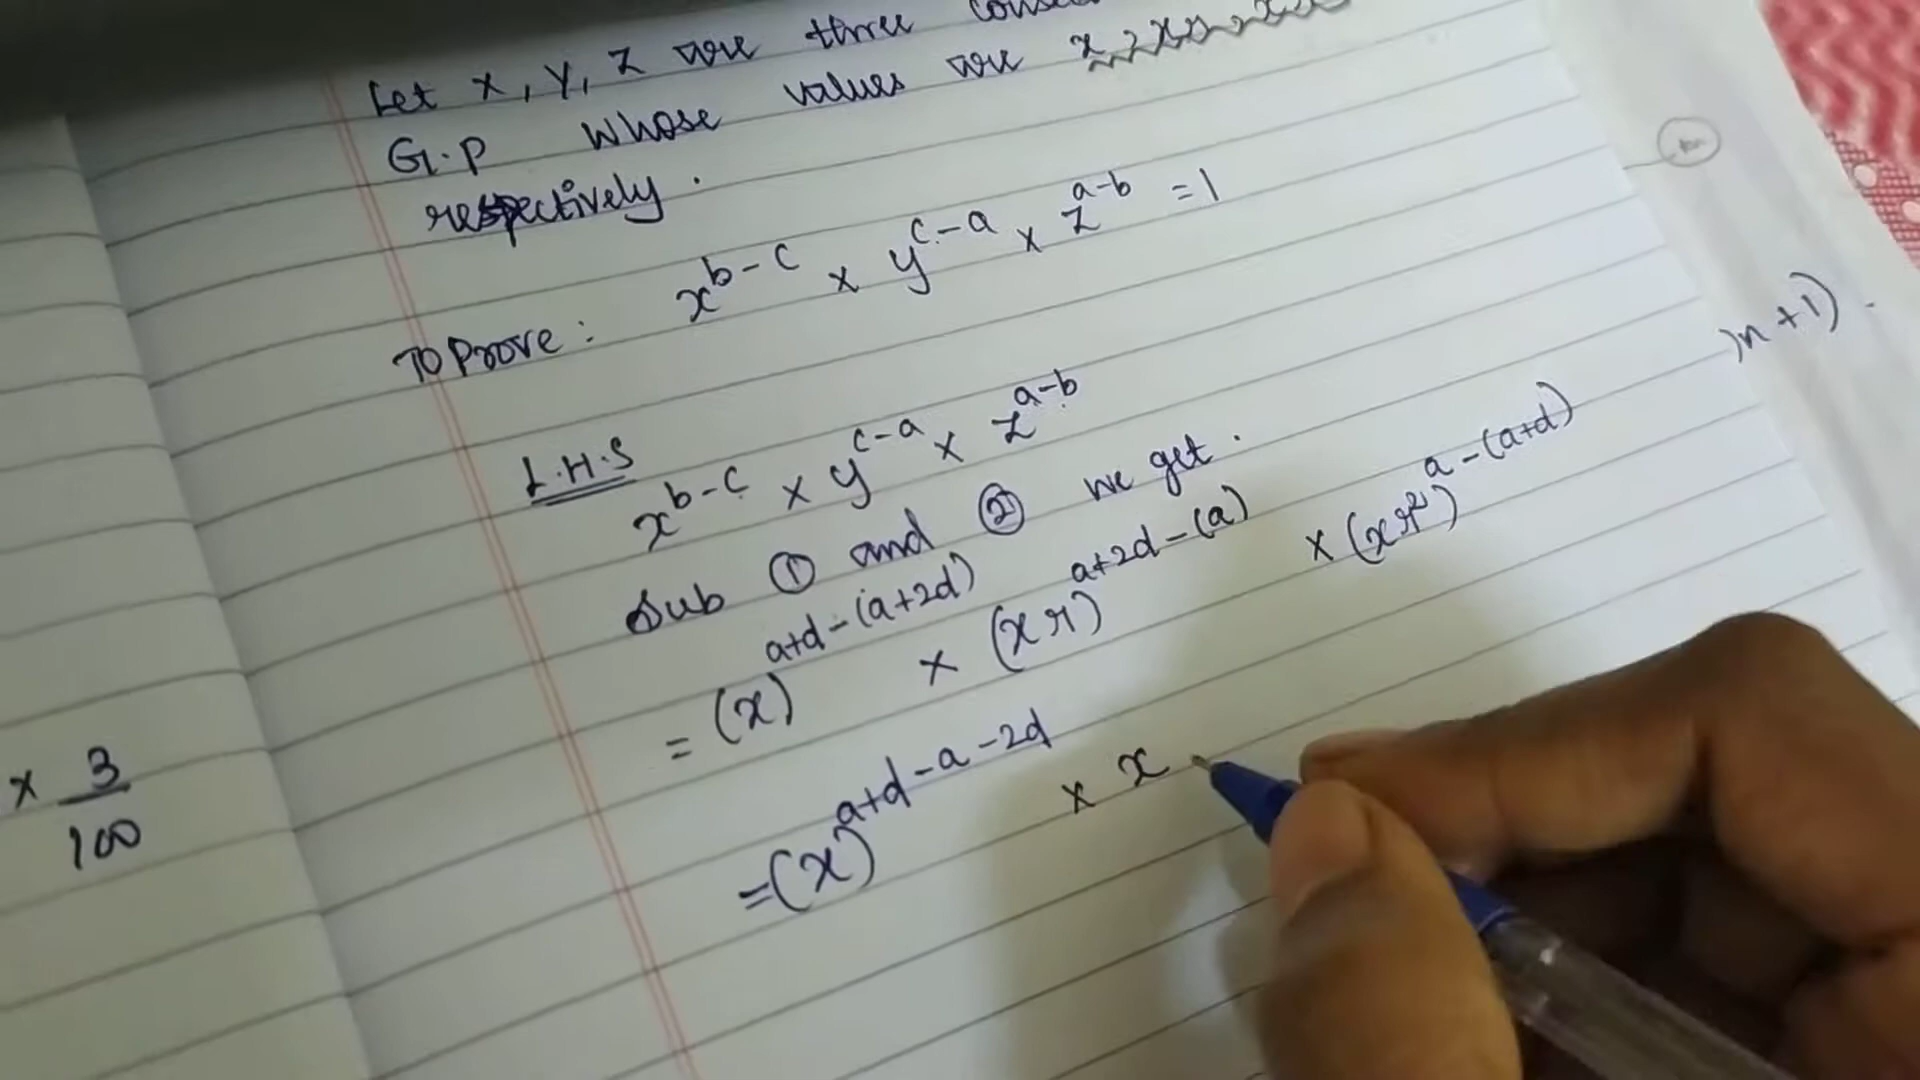 Let x, y, z are three
G.P whose values are x, xr,
respectively.
To prove: x^{b-c} × y^{c-a} × z^{a-b} = 1
L.H.S
x^{b-c} × y^{c-a} × z^{a-b}
Sub ① and ② we get.
= (x)^{a+d-(a+2d)} × (xr)^{a+2d-(a)} × (xr²)^{a-(a+d)}
= (x)^{a+d-a-2d} × x
n+1).
× 3
100